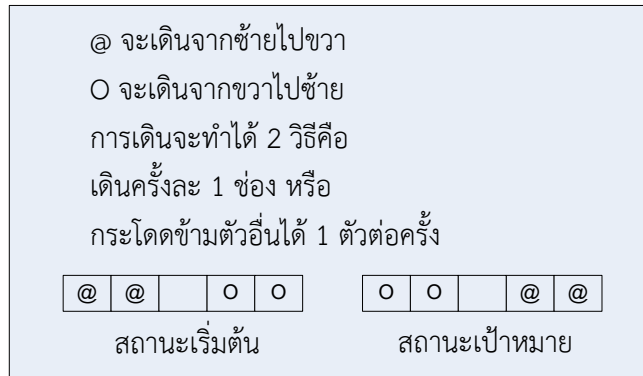 @ จะเดินจากซ้ายไปขวา
O จะเดินจากขวาไปซ้าย
การเดินจะทำได้ 2 วิธีคือ
เดินครั้งละ 1 ช่อง หรือ
กระโดดข้ามตัวอื่นได้ 1 ตัวต่อครั้ง
@ @ O O O O @ @
สถานะเริ่มต้น สถานะเป้าหมาย